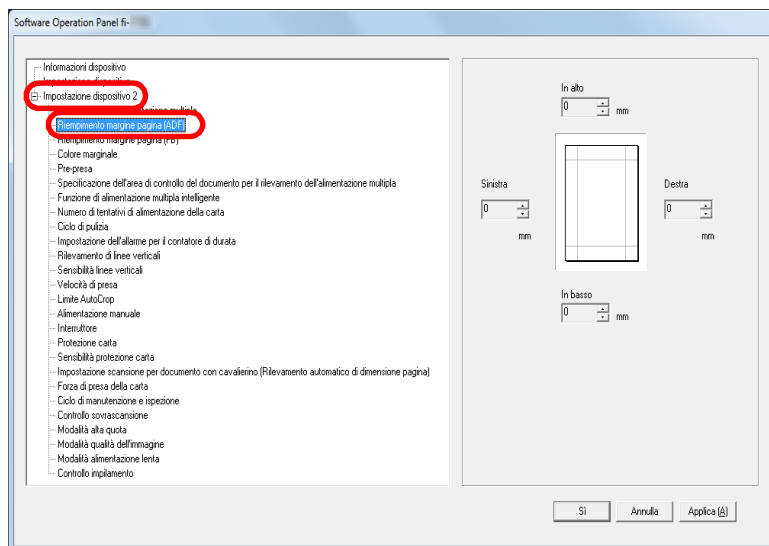 Software Operation Panel fi-
Informazioni dispositivo
Impostazione dispositivo
Impostazione dispositivo 2
multipla
Riempimento margine pagina (ADF)
Riempimento margine pagina (FB)
Colore marginale
Pre-presa
Specificazione dell'area di controllo del documento per il rilevamento dell'alimentazione multipla
Funzione di alimentazione multipla intelligente
Numero di tentativi di alimentazione della carta
Ciclo di pulizia
Impostazione dell'allarme per il contatore di durata
Rilevamento di linee verticali
Sensibilità linee verticali
Velocità di presa
Limite AutoCrop
Alimentazione manuale
Interruttore
Protezione carta
Sensibilità protezione carta
Impostazione scansione per documento con cavalierino (Rilevamento automatico di dimensione pagina)
Forza di presa della carta
Ciclo di manutenzione e ispezione
Controllo sovrascansione
Modalità alta quota
Modalità qualità dell'immagine
Modalità alimentazione lenta
Controllo impilamento
In alto
0 mm
Sinistra
0
mm
Destra
0
mm
In basso
0 mm
Sì
Annulla
Applica (A)